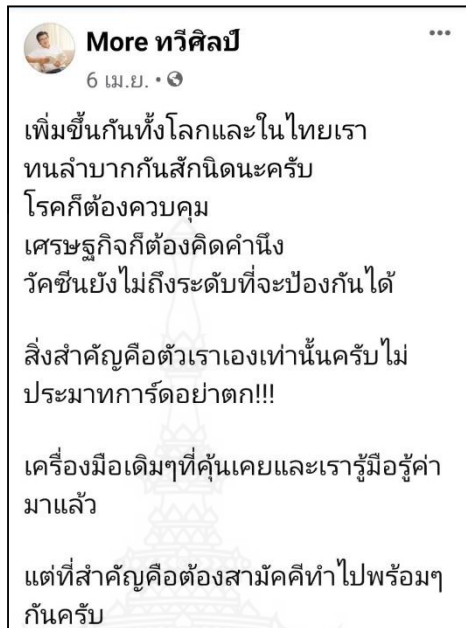 More ทวีศิลป์
6 เม.ย. •
เพิ่มขึ้นกันทั้งโลกและในไทยเรา
ทนลำบากกันสักนิดนะครับ
โรคก็ต้องควบคุม
เศรษฐกิจก็ต้องคิดคำนึง
วัคซีนยังไม่ถึงระดับที่จะป้องกันได้
สิ่งสำคัญคือตัวเราเองเท่านั้นครับไม่
ประมาทการ์ดอย่าตก!!!
เครื่องมือเดิมๆที่คุ้นเคยและเรารู้มือรู้ค่า
มาแล้ว
แต่ที่สำคัญคือต้องสามัคคีทำไปพร้อมๆ
กันครับ